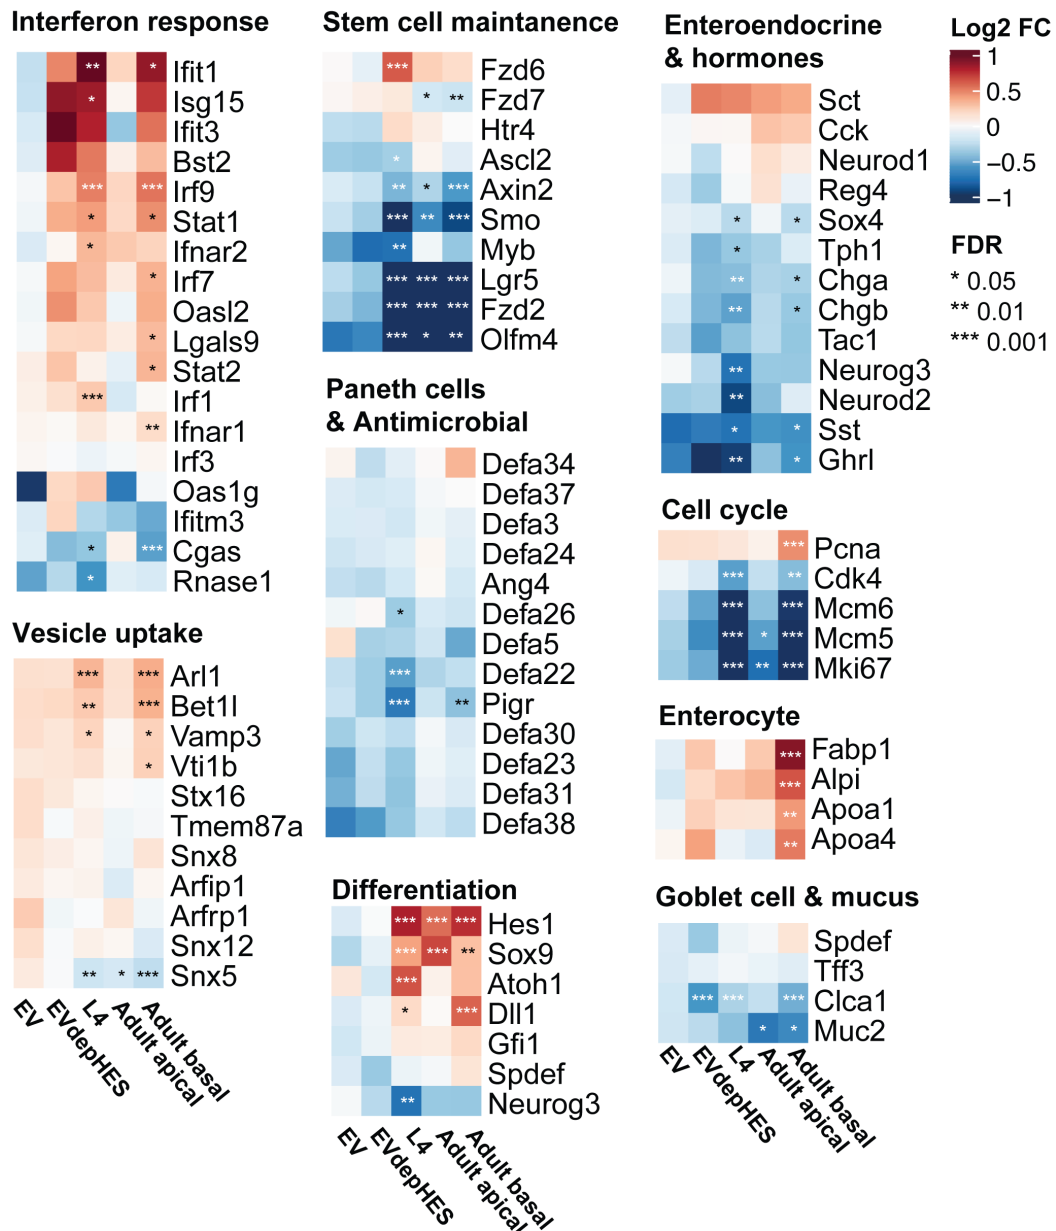 Interferon response
** *
Ifit1
*
Isg15
Ifit3
Bst2
*** ***
Irf9
* *
Stat1
*
Ifnar2
*
Irf7
Oasl2
*
Lgals9
*
Stat2
***
Irf1
**
Ifnar1
Irf3
Oas1g
Ifitm3
* ***
Cgas
*
Rnase1
Vesicle uptake
*** ***
Arl1
** ***
Bet1l
* *
Vamp3
*
Vti1b
Stx16
Tmem87a
Snx8
Arfip1
Arfrp1
Snx12
** * ***
Snx5
EV
EVdepHES
L4
Adult apical
Adult basal
Stem cell maintanence
***
Fzd6
* **
Fzd7
Htr4
*
Ascl2
** * ***
Axin2
*** ** ***
Smo
**
Myb
*** *** ***
Lgr5
*** *** ***
Fzd2
*** * **
Olfm4
Paneth cells
& Antimicrobial
Defa34
Defa37
Defa3
Defa24
Ang4
*
Defa26
Defa5
***
Defa22
*** **
Pigr
Defa30
Defa23
Defa31
Defa38
Differentiation
*** *** ***
Hes1
*** *** **
Sox9
***
Atoh1
* ***
Dll1
Gfi1
Spdef
**
Neurog3
EV
EVdepHES
L4
Adult apical
Adult basal
Enteroendocrine
& hormones
Sct
Cck
Neurod1
Reg4
* *
Sox4
*
Tph1
** *
Chga
** *
Chgb
Tac1
**
Neurog3
**
Neurod2
* *
Sst
** *
Ghrl
Cell cycle
***
Pcna
*** **
Cdk4
*** ***
Mcm6
*** * ***
Mcm5
*** ** ***
Mki67
Enterocyte
***
Fabp1
***
Alpi
**
Apoa1
**
Apoa4
Goblet cell & mucus
Spdef
Tff3
*** *** ***
Clca1
* *
Muc2
EV
EVdepHES
L4
Adult apical
Adult basal
Log2 FC
1
0.5
0
−0.5
−1
FDR
* 0.05
** 0.01
*** 0.001